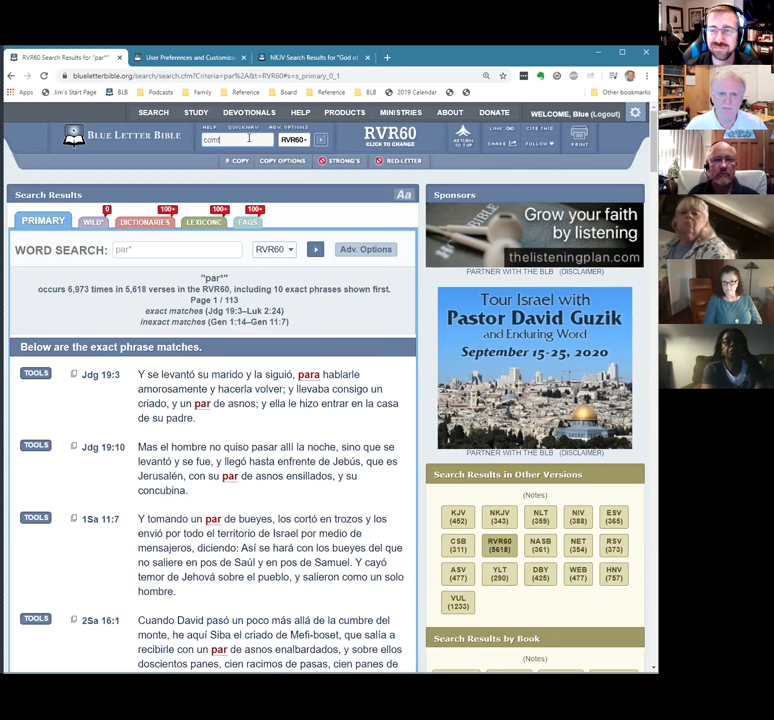 RVR60 Search Results for "par*"
User Preferences and Customiza
NKJV Search Results for "God of
blueletterbible.org/search/search.cfm?Criteria=par%2A&t=RVR60#s=s_primary_0_1
Apps
Jim's Start Page
BLB
Podcasts
Family
Reference
Board
Reference
BLB
2019 Calendar
Other bookmarks
SEARCH
STUDY
DEVOTIONALS
HELP
PRODUCTS
MINISTRIES
ABOUT
DONATE
WELCOME, Blue (Logout)
BLUE LETTER BIBLE
HELP
QUICKNAV
ADV. OPTIONS
RVR60
RVR60
CLICK TO CHANGE
RETURN
TO TOP
LINK
CITE THIS
SHARE
FOLLOW
PRINT
COPY
COPY OPTIONS
STRONG'S
RED-LETTER
Search Results
Aa
PRIMARY
WILD*
0
DICTIONARIES
100+
LEXICONC
100+
FAQS
100+
WORD SEARCH:
par*
RVR60
Adv. Options
"par*"
occurs 6,973 times in 5,618 verses in the RVR60, including 10 exact phrases shown first.
Page 1 / 113
exact matches (Jdg 19:3–Luk 2:24)
inexact matches (Gen 1:14–Gen 11:7)
Below are the exact phrase matches.
TOOLS
Jdg 19:3
Y se levantó su marido y la siguió, para hablarle
amorosamente y hacerla volver; y llevaba consigo un
criado, y un par de asnos; y ella le hizo entrar en la casa
de su padre.
TOOLS
Jdg 19:10
Mas el hombre no quiso pasar allí la noche, sino que se
levantó y se fue, y llegó hasta enfrente de Jebús, que es
Jerusalén, con su par de asnos ensillados, y su
concubina.
TOOLS
1Sa 11:7
Y tomando un par de bueyes, los cortó en trozos y los
envió por todo el territorio de Israel por medio de
mensajeros, diciendo: Así se hará con los bueyes del que
no saliere en pos de Saúl y en pos de Samuel. Y cayó
temor de Jehová sobre el pueblo, y salieron como un solo
hombre.
TOOLS
2Sa 16:1
Cuando David pasó un poco más allá de la cumbre del
monte, he aquí Siba el criado de Mefi-boset, que salía a
recibirle con un par de asnos enalbardados, y sobre ellos
doscientos panes, cien racimos de pasas, cien panes de
Sponsors
Grow your faith
by listening
thelisteningplan.com
PARTNER WITH THE BLB (DISCLAIMER)
Tour Israel with
Pastor David Guzik
and Enduring Word
September 15-25, 2020
PARTNER WITH THE BLB (DISCLAIMER)
Search Results in Other Versions
(Notes)
KJV (452)
NKJV (343)
NLT (359)
NIV (388)
ESV (365)
CSB (311)
RVR60 (5618)
NASB (361)
NET (354)
RSV (373)
ASV (477)
YLT (290)
DBY (425)
WEB (477)
HNV (757)
VUL (1233)
Search Results by Book
(Notes)